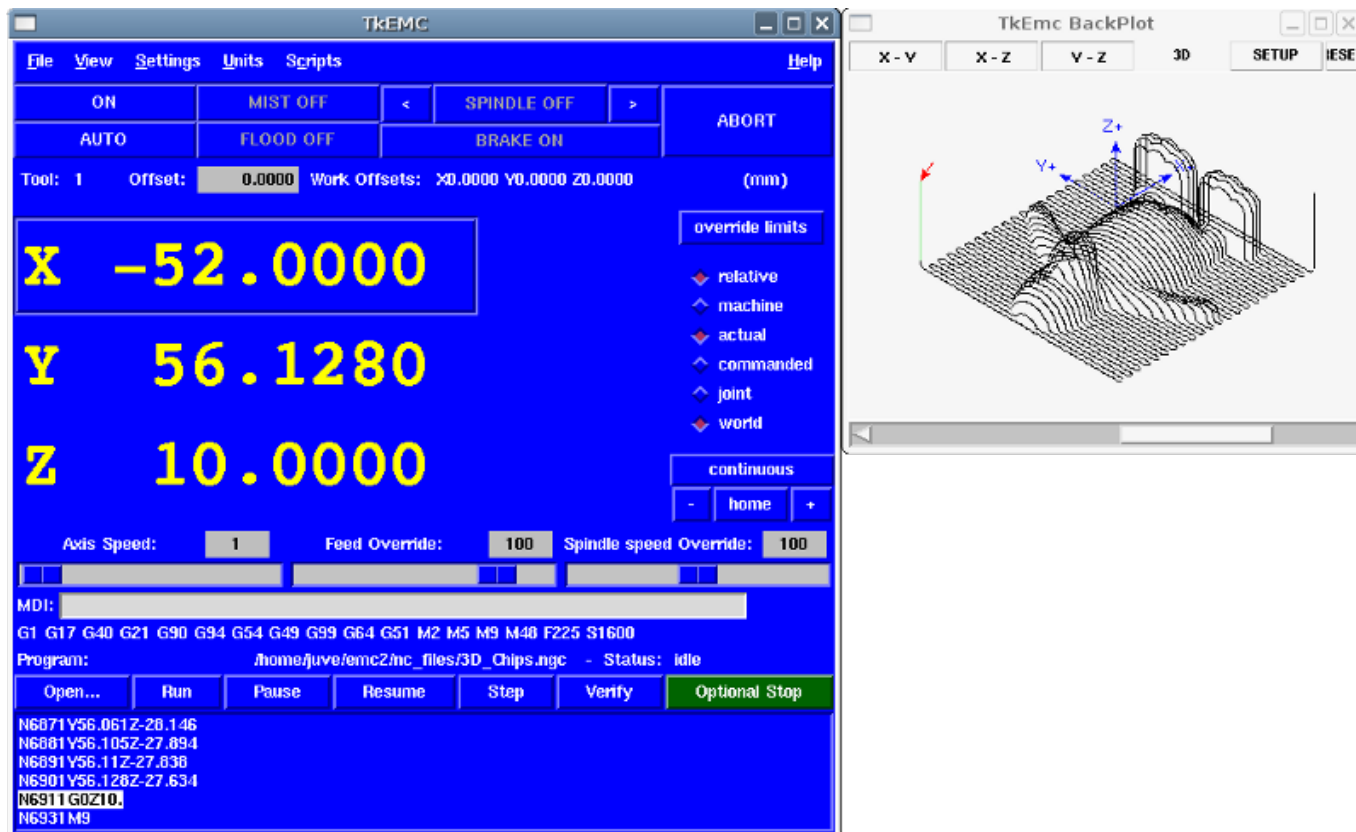 TkEMC
File View Settings Units Scripts Help
ON MIST OFF < SPINDLE OFF > ABORT
AUTO FLOOD OFF BRAKE ON
Tool: 1 Offset: 0.0000 Work Offsets: X0.0000 Y0.0000 Z0.0000 (mm)
override limits
X -52.0000
relative
machine
Y 56.1280
actual
commanded
joint
world
Z 10.0000
continuous
- home +
Axis Speed: 1 Feed Override: 100 Spindle speed Override: 100
MDI:
G1 G17 G40 G21 G90 G94 G54 G49 G99 G64 G51 M2 M5 M9 M48 F225 S1600
Program: /home/juve/emc2/nc_files/3D_Chips.ngc - Status: idle
Open... Run Pause Resume Step Verify Optional Stop
N6871Y56.061Z-28.146
N6881Y56.105Z-27.894
N6891Y56.11Z-27.838
N6901Y56.128Z-27.634
N6911G0Z10.
N6931M9
TkEmc BackPlot
X - Y X - Z Y - Z 3D SETUP
Z+
Y+
X+